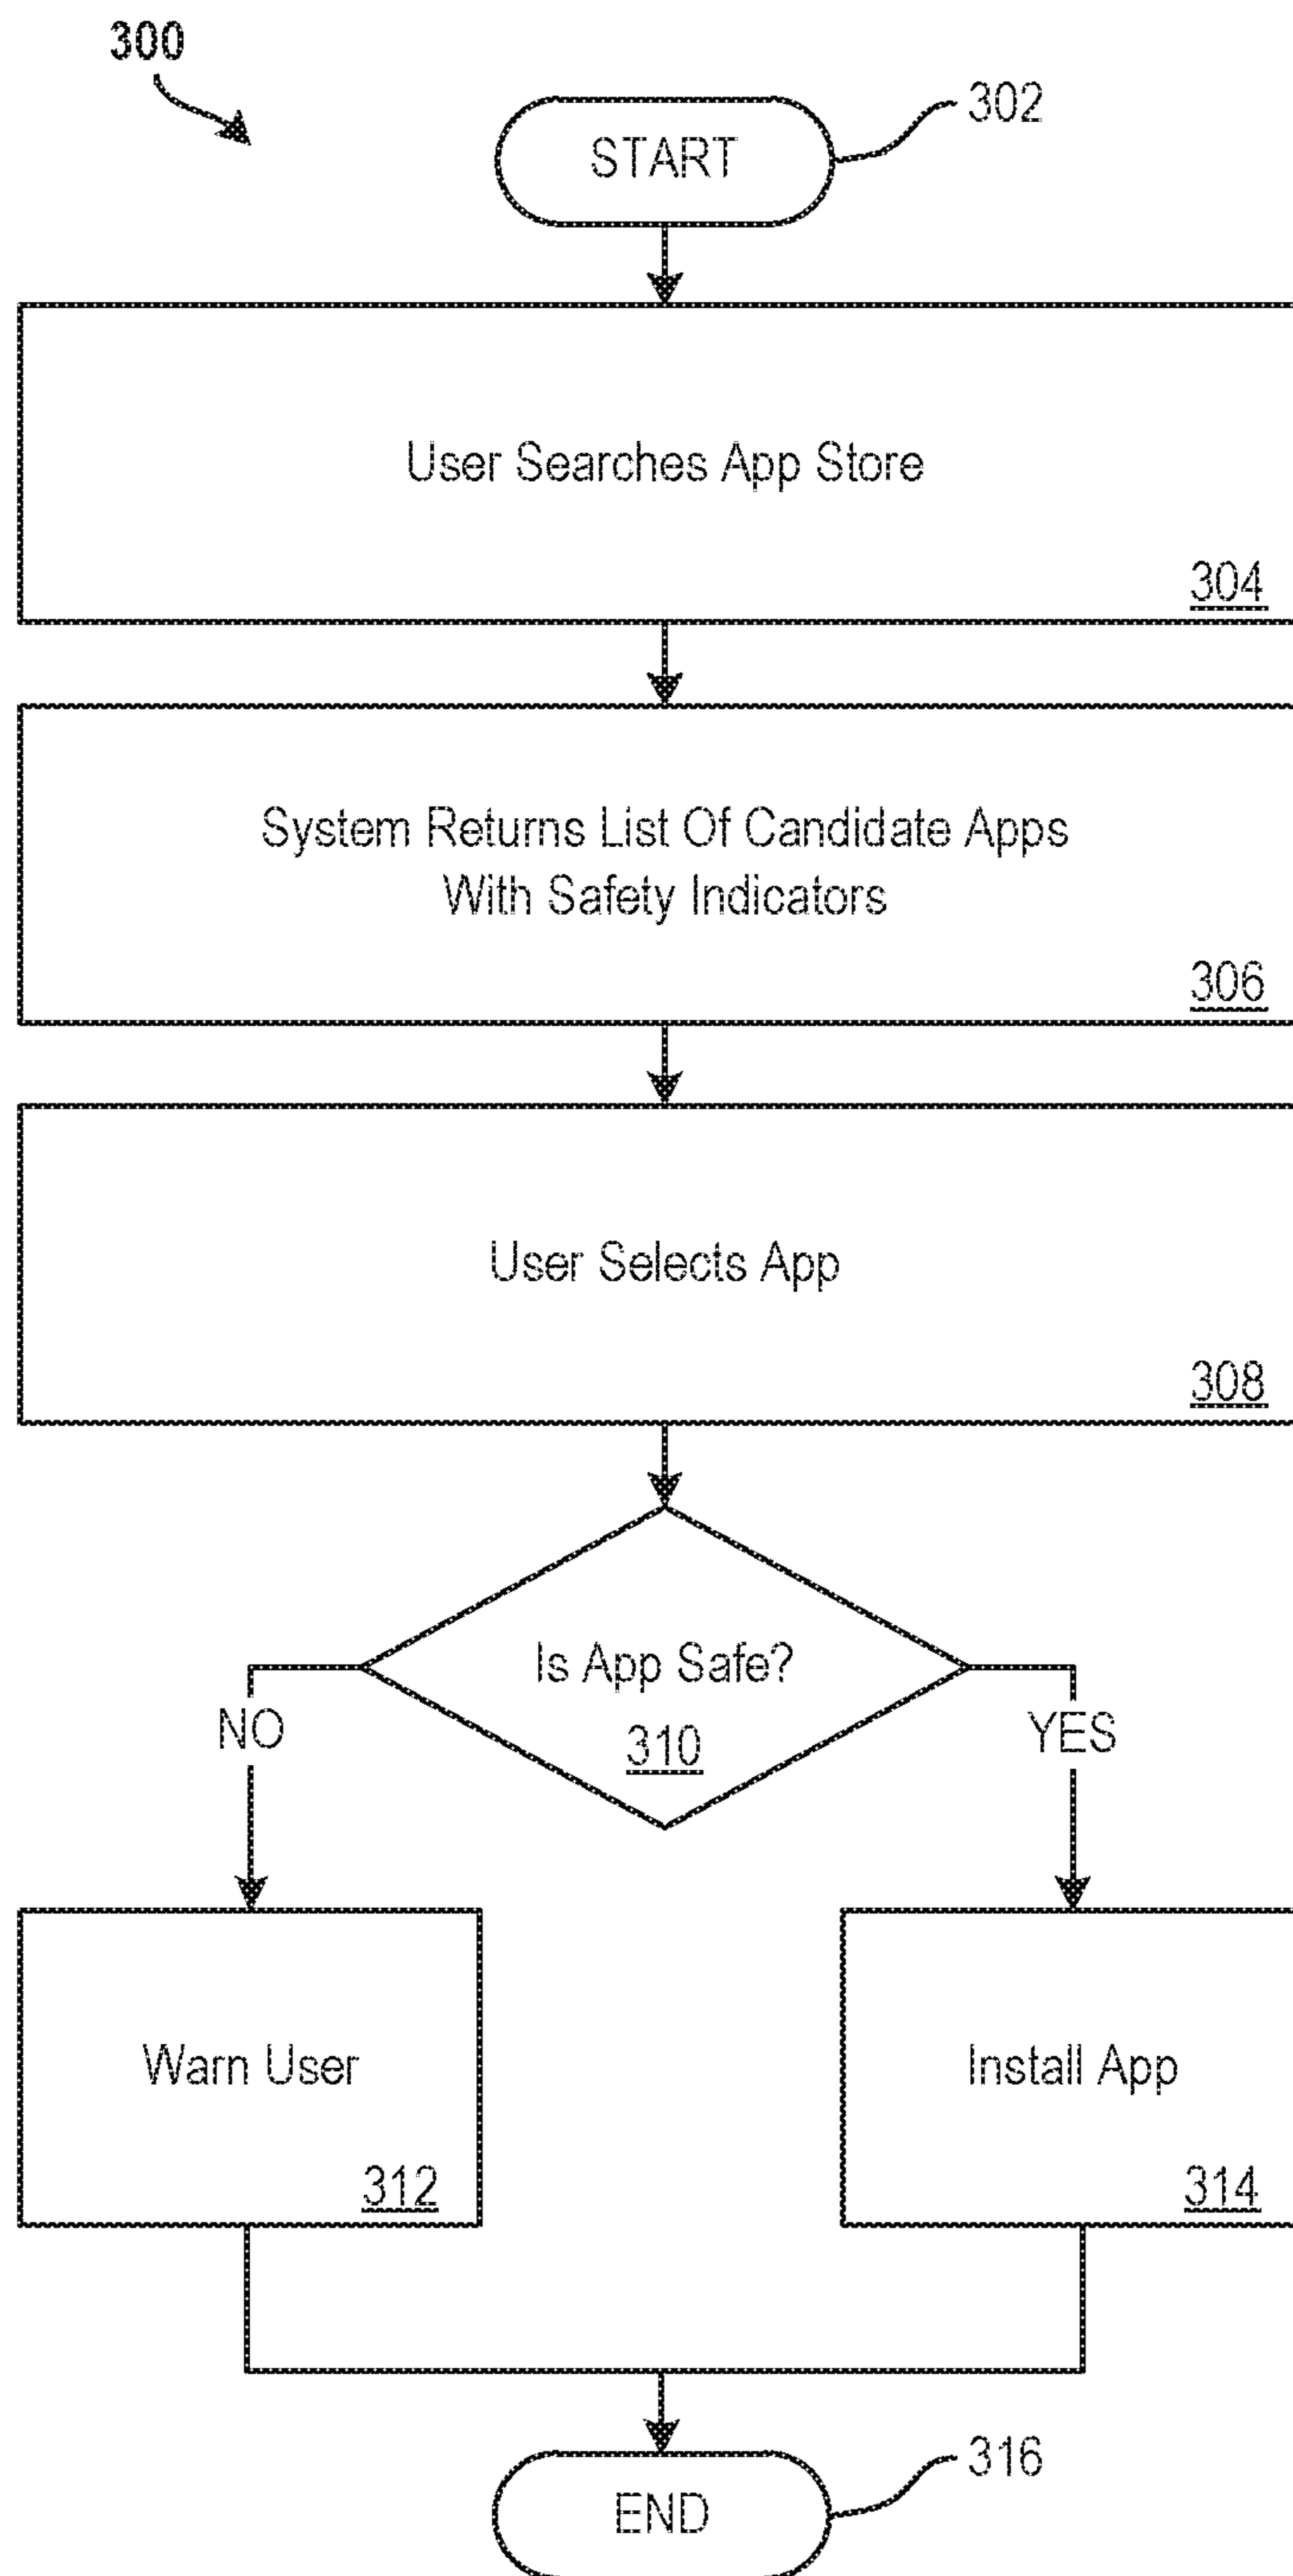 300
START
302
User Searches App Store
304
System Returns List Of Candidate Apps
With Safety Indicators
306
User Selects App
308
Is App Safe?
310
NO
YES
Warn User
312
Install App
314
END
316